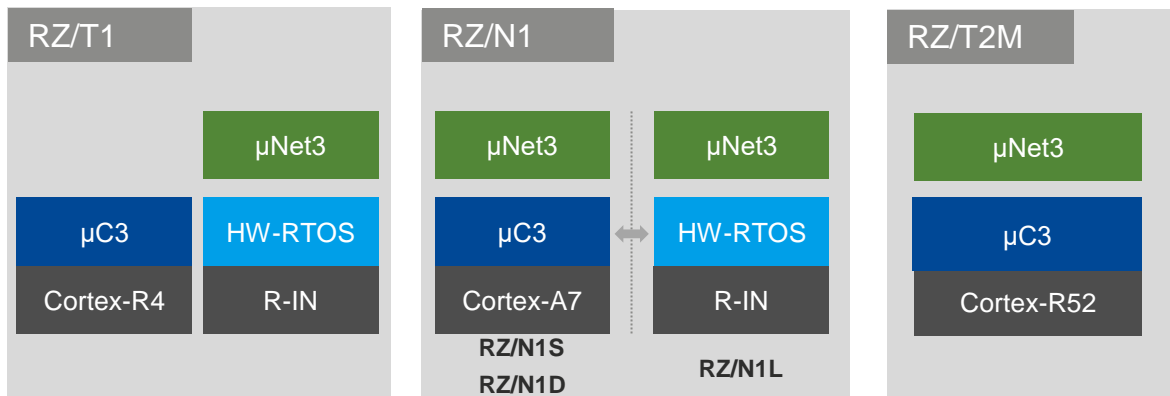 RZ/T1
µNet3
µC3
HW-RTOS
Cortex-R4
R-IN
RZ/N1
µNet3
µNet3
µC3
HW-RTOS
Cortex-A7
R-IN
RZ/N1S
RZ/N1D
RZ/N1L
RZ/T2M
µNet3
µC3
Cortex-R52